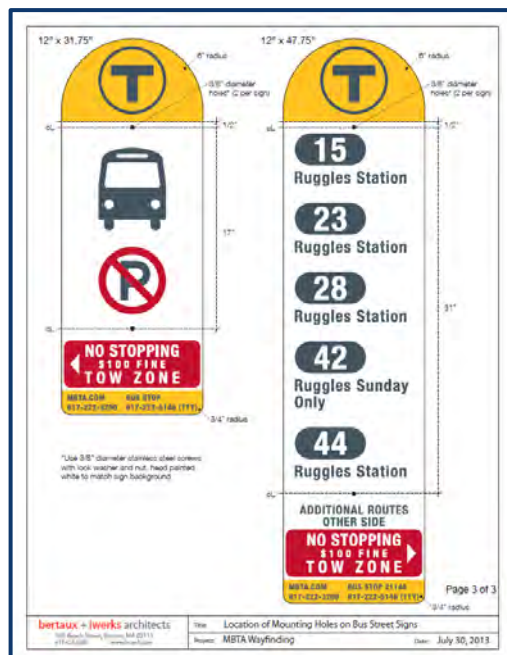 12" x 31.75"
6" radius
T
3/8" diameter
holes* (2 per sign)
CL
1/2"
17"
P
CL
NO STOPPING
$100 FINE
TOW ZONE
MBTA.COM BUS STOP
617-222-3200 617-222-5146 (TTY)
3/4" radius
*Use 3/8" diameter stainless steel screws
with lock washer and nut, head painted
white to match sign background
12" x 47.75"
6" radius
T
3/8" diameter
holes* (2 per sign)
CL
1/2"
15
Ruggles Station
23
Ruggles Station
28
Ruggles Station
31"
42
Ruggles Sunday
Only
44
Ruggles Station
CL
ADDITIONAL ROUTES
OTHER SIDE
NO STOPPING
$100 FINE
TOW ZONE
MBTA.COM BUS STOP 21148
617-222-3200 617-222-5146 (TTY)
3/4" radius
Page 3 of 3
bertaux + iwerks architects
Title: Location of Mounting Holes on Bus Street Signs
Project: MBTA Wayfinding
Date: July 30, 2013